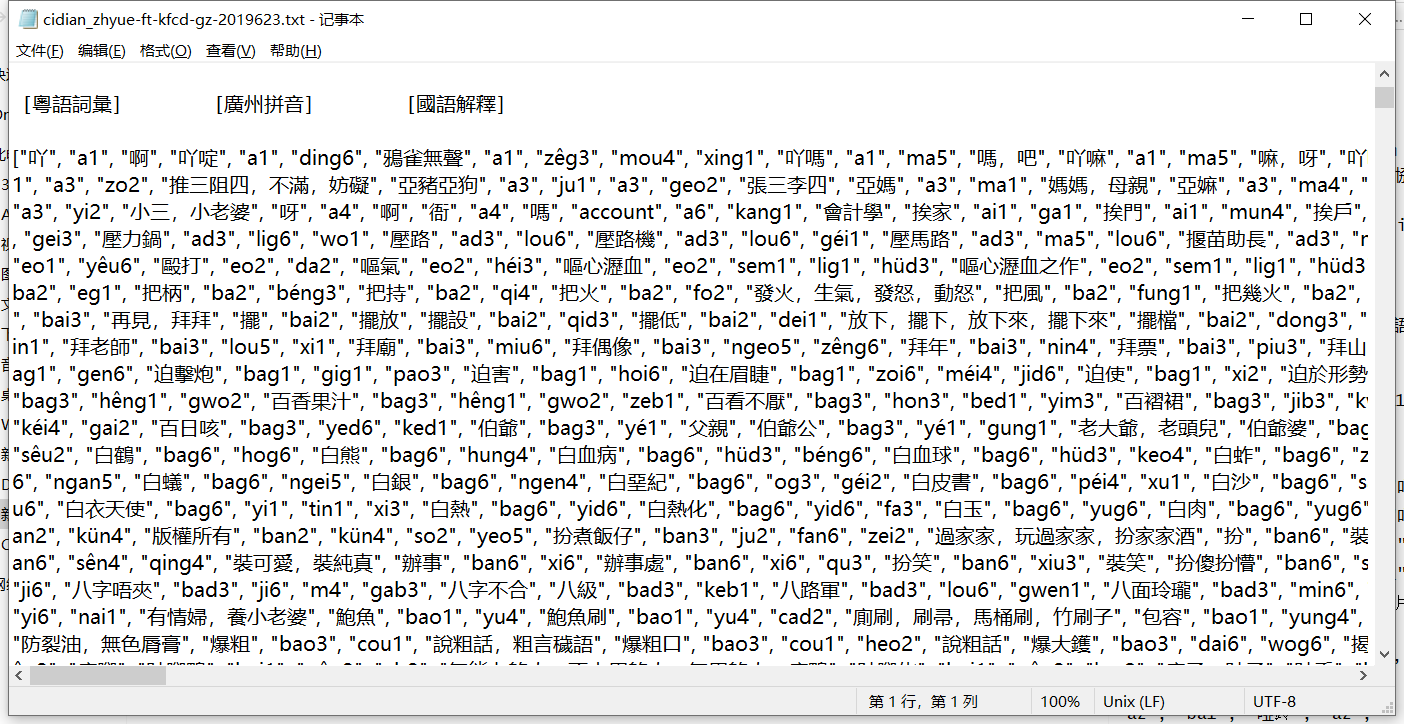 cidian_zhyue-ft-kfcd-gz-2019623.txt - 记事本
文件(F) 编辑(E) 格式(O) 查看(V) 帮助(H)
[粵語詞彙] [廣州拼音] [國語解釋]
["吖", "a1", "啊", "吖啶", "a1", "ding6", "鴉雀無聲", "a1", "zêg3", "mou4", "xing1", "吖嗎", "a1", "ma5", "嗎，吧", "吖嘛", "a1", "ma5", "嘛，呀", "吖
1", "a3", "zo2", "推三阻四，不滿，妨礙", "亞豬亞狗", "a3", "ju1", "a3", "geo2", "張三李四", "亞媽", "a3", "ma1", "媽媽，母親", "亞嫲", "a3", "ma4", "
"a3", "yi2", "小三，小老婆", "呀", "a4", "啊", "衙", "a4", "嗎", "account", "a6", "kang1", "會計學", "挨家", "ai1", "ga1", "挨門", "ai1", "mun4", "挨戶",
, "gei3", "壓力鍋", "ad3", "lig6", "wo1", "壓路", "ad3", "lou6", "壓路機", "ad3", "lou6", "géi1", "壓馬路", "ad3", "ma5", "lou6", "揠苗助長", "ad3",
"eo1", "yêu6", "毆打", "eo2", "da2", "嘔氣", "eo2", "héi3", "嘔心瀝血", "eo2", "sem1", "lig1", "hüd3", "嘔心瀝血之作", "eo2", "sem1", "lig1", "hüd3
ba2", "eg1", "把柄", "ba2", "béng3", "把持", "ba2", "qi4", "把火", "ba2", "fo2", "發火，生氣，發怒，動怒", "把風", "ba2", "fung1", "把幾火", "ba2",
, "bai3", "再見，拜拜", "擺", "bai2", "擺放", "擺設", "bai2", "qid3", "擺低", "bai2", "dei1", "放下，擺下，放下來，擺下來", "擺檔", "bai2", "dong3", "
in1", "拜老師", "bai3", "lou5", "xi1", "拜廟", "bai3", "miu6", "拜偶像", "bai3", "ngeo5", "zêng6", "拜年", "bai3", "nin4", "拜票", "bai3", "piu3", "拜山
ag1", "gen6", "迫擊炮", "bag1", "gig1", "pao3", "迫害", "bag1", "hoi6", "迫在眉睫", "bag1", "zoi6", "méi4", "jid6", "迫使", "bag1", "xi2", "迫於形勢
"bag3", "hêng1", "gwo2", "百香果汁", "bag3", "hêng1", "gwo2", "zeb1", "百看不厭", "bag3", "hon3", "bed1", "yim3", "百褶裙", "bag3", "jib3",
"kéi4", "gai2", "百日咳", "bag3", "yed6", "ked1", "伯爺", "bag3", "yé1", "父親", "伯爺公", "bag3", "yé1", "gung1", "老大爺，老頭兒", "伯爺婆", "bag
"sêu2", "白鶴", "bag6", "hog6", "白熊", "bag6", "hung4", "白血病", "bag6", "hüd3", "béng6", "白血球", "bag6", "hüd3", "keo4", "白蚱", "bag6", "z
6", "ngan5", "白蟻", "bag6", "ngei5", "白銀", "bag6", "ngen4", "白堊紀", "bag6", "og3", "géi2", "白皮書", "bag6", "péi4", "xu1", "白沙", "bag6", "s
u6", "白衣天使", "bag6", "yi1", "tin1", "xi3", "白熱", "bag6", "yid6", "白熱化", "bag6", "yid6", "fa3", "白玉", "bag6", "yug6", "白肉", "bag6", "yug6"
an2", "kün4", "版權所有", "ban2", "kün4", "so2", "yeo5", "扮煮飯仔", "ban3", "ju2", "fan6", "zei2", "過家家，玩過家家，扮家家酒", "扮", "ban6", "裝
an6", "sên4", "qing4", "裝可愛，裝純真", "辦事", "ban6", "xi6", "辦事處", "ban6", "xi6", "qu3", "扮笑", "ban6", "xiu3", "裝笑", "扮傻扮懵", "ban6", "s
"ji6", "八字唔夾", "bad3", "ji6", "m4", "gab3", "八字不合", "八級", "bad3", "keb1", "八路軍", "bad3", "lou6", "gwen1", "八面玲瓏", "bad3", "min6",
"yi6", "nai1", "有情婦，養小老婆", "鮑魚", "bao1", "yu4", "鮑魚刷", "bao1", "yu4", "cad2", "廁刷，刷帚，馬桶刷，竹刷子", "包容", "bao1", "yung4",
"防裂油，無色唇膏", "爆粗", "bao3", "cou1", "說粗話，粗言穢語", "爆粗口", "bao3", "cou1", "heo2", "說粗話", "爆大鑊", "bao3", "dai6", "wog6", "揭
第 1 行，第 1 列 100% Unix (LF) UTF-8